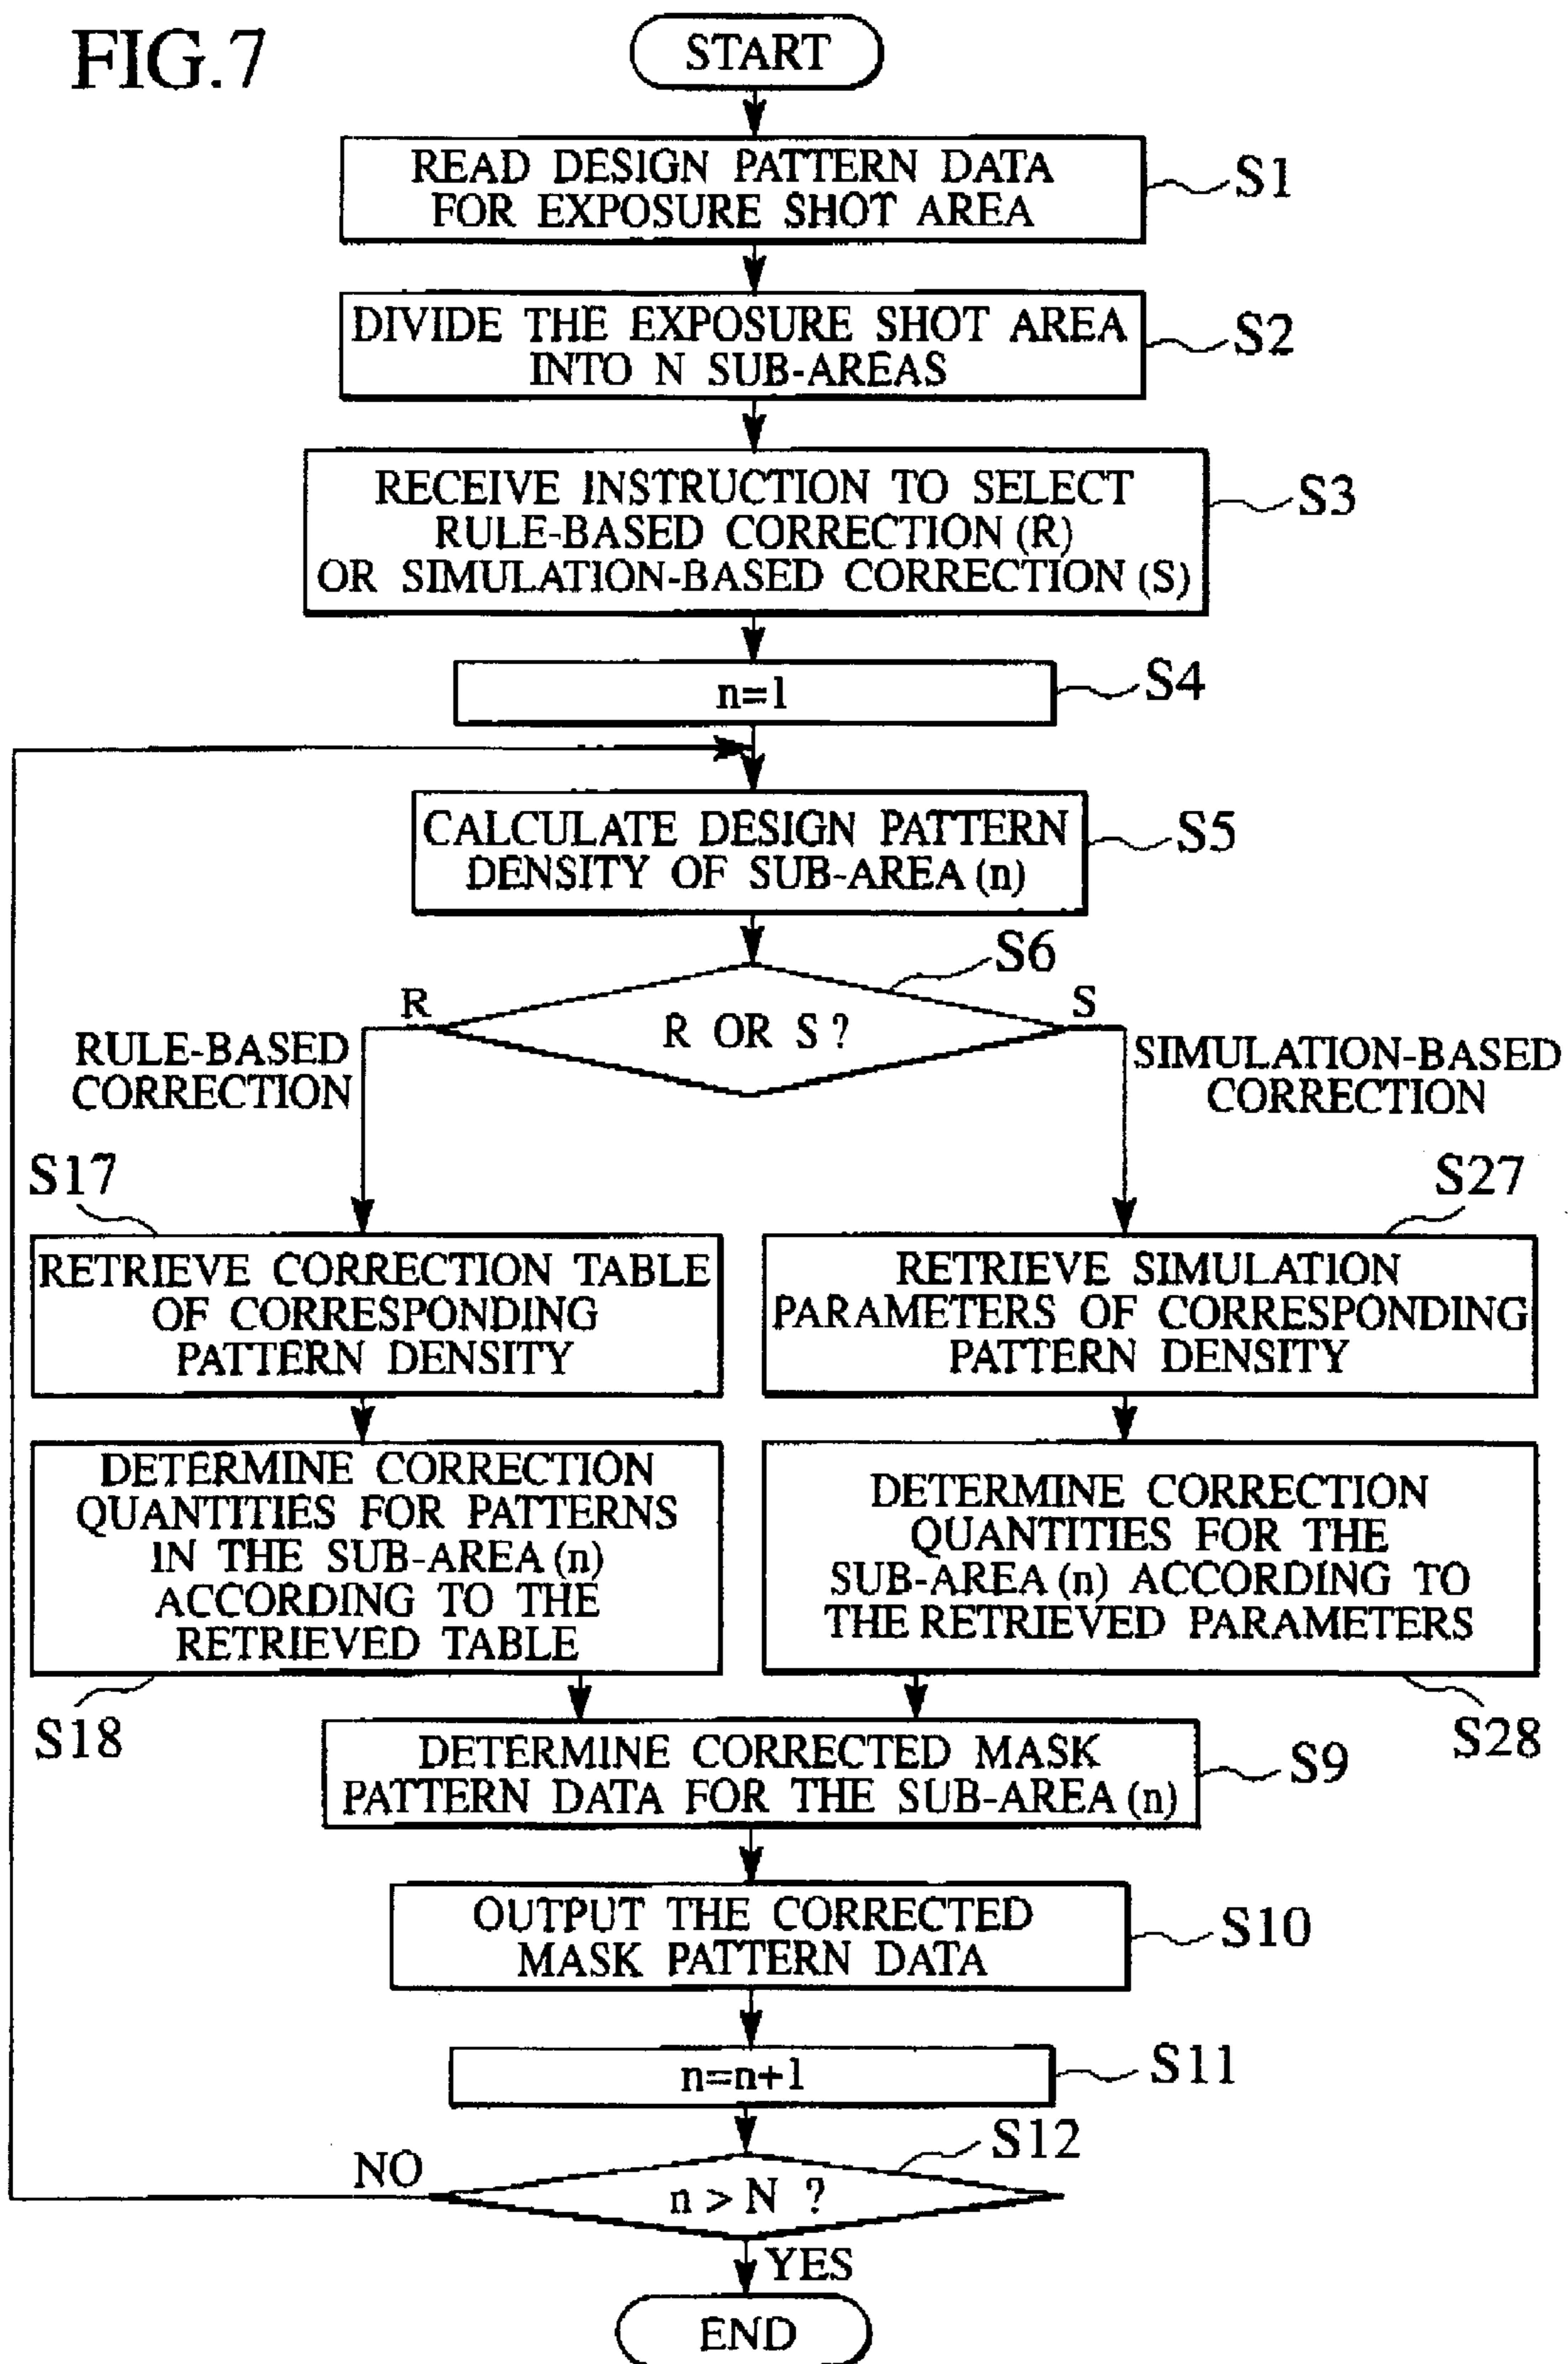 FIG.7
START
READ DESIGN PATTERN DATA
FOR EXPOSURE SHOT AREA
S1
DIVIDE THE EXPOSURE SHOT AREA
INTO N SUB-AREAS
S2
RECEIVE INSTRUCTION TO SELECT
RULE-BASED CORRECTION (R)
OR SIMULATION-BASED CORRECTION (S)
S3
n=1
S4
CALCULATE DESIGN PATTERN
DENSITY OF SUB-AREA (n)
S5
S6
R
R OR S ?
S
RULE-BASED
CORRECTION
SIMULATION-BASED
CORRECTION
S17
RETRIEVE CORRECTION TABLE
OF CORRESPONDING
PATTERN DENSITY
S27
RETRIEVE SIMULATION
PARAMETERS OF CORRESPONDING
PATTERN DENSITY
DETERMINE CORRECTION
QUANTITIES FOR PATTERNS
IN THE SUB-AREA (n)
ACCORDING TO THE
RETRIEVED TABLE
S18
DETERMINE CORRECTION
QUANTITIES FOR THE
SUB-AREA (n) ACCORDING TO
THE RETRIEVED PARAMETERS
S28
DETERMINE CORRECTED MASK
PATTERN DATA FOR THE SUB-AREA (n)
S9
OUTPUT THE CORRECTED
MASK PATTERN DATA
S10
n=n+1
S11
S12
NO
n > N ?
YES
END